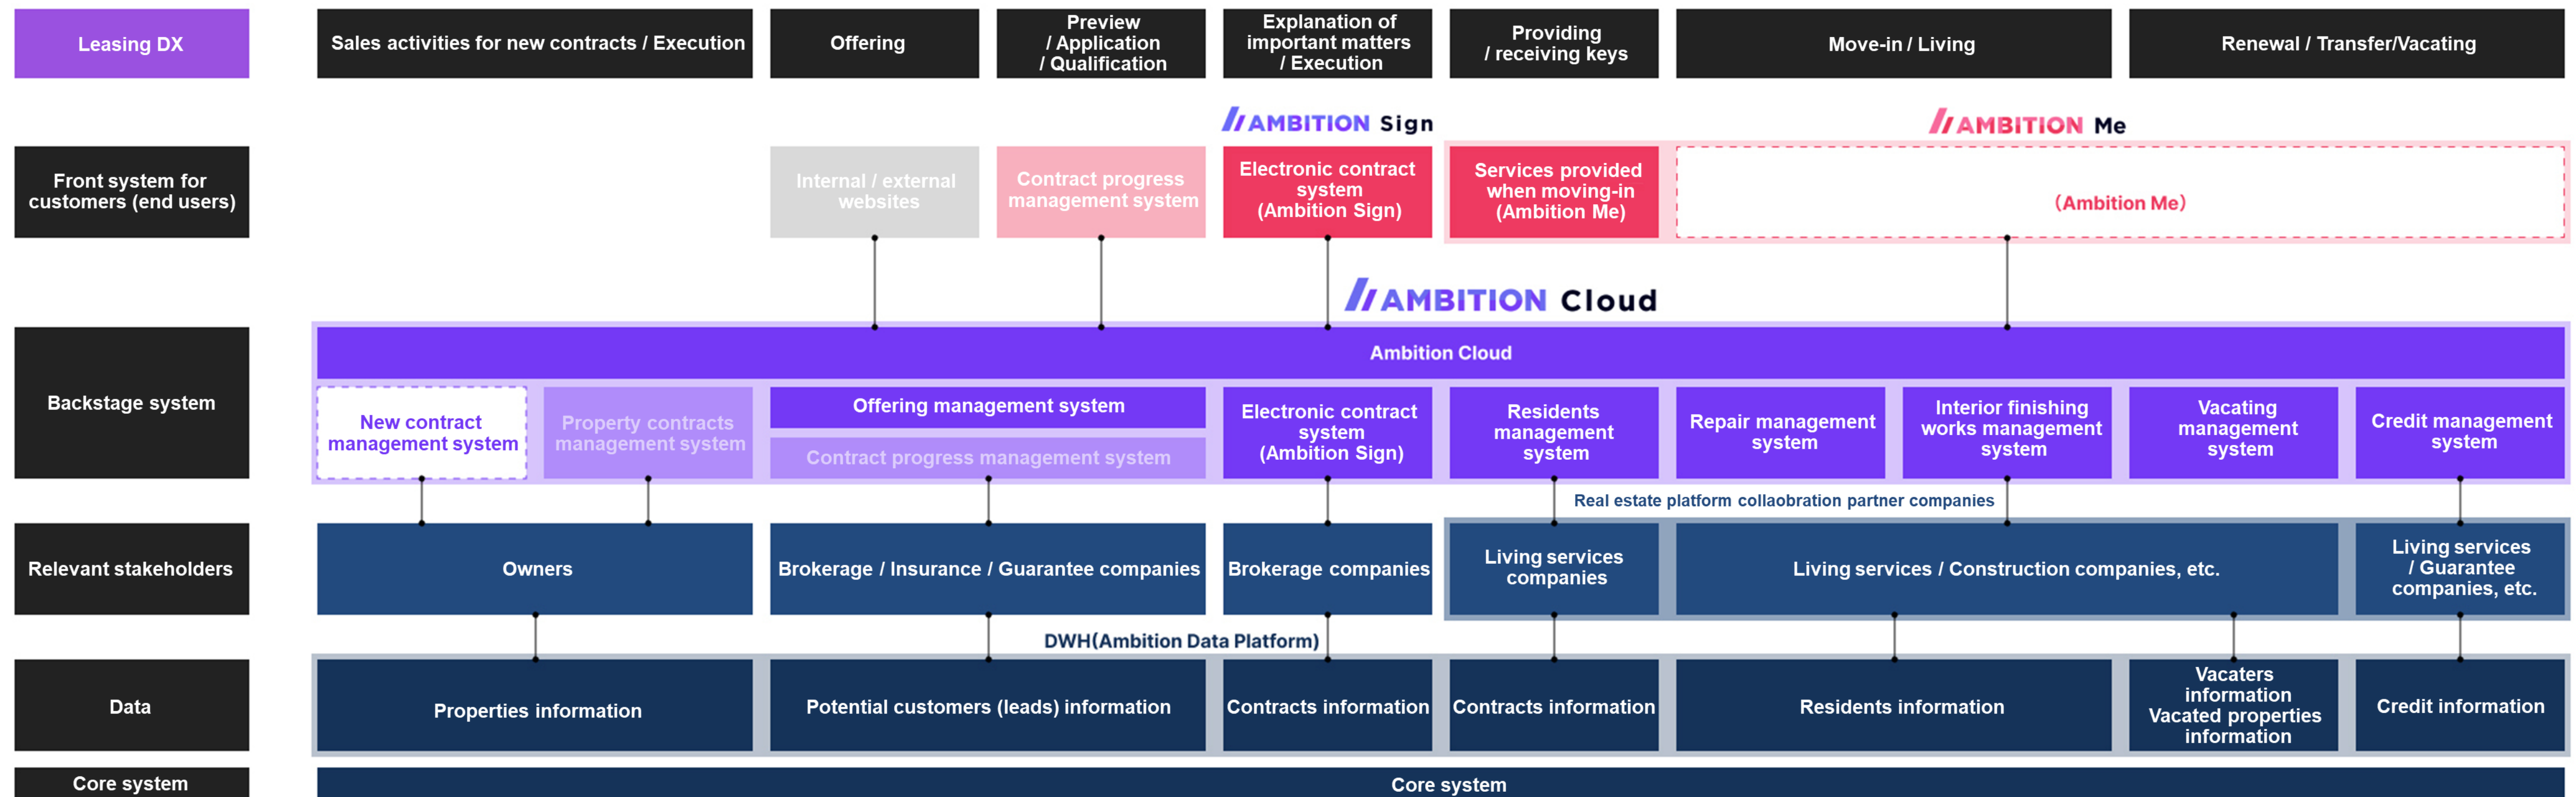 Leasing DX
Sales activities for new contracts / Execution
Offering
Preview
/ Application
/ Qualification
Explanation of
important matters
/ Execution
Providing
/ receiving keys
Move-in / Living
Renewal / Transfer/Vacating
AMBITION Sign
AMBITION Me
Front system for
customers (end users)
Internal / external
websites
Contract progress
management system
Electronic contract
system
(Ambition Sign)
Services provided
when moving-in
(Ambition Me)
(Ambition Me)
AMBITION Cloud
Backstage system
Ambition Cloud
New contract
management system
Property contracts
management system
Offering management system
Contract progress management system
Electronic contract
system
(Ambition Sign)
Residents
management
system
Repair management
system
Interior finishing
works management
system
Vacating
management
system
Credit management
system
Real estate platform collaobration partner companies
Relevant stakeholders
Owners
Brokerage / Insurance / Guarantee companies
Brokerage companies
Living services
companies
Living services / Construction companies, etc.
Living services
/ Guarantee
companies, etc.
DWH(Ambition Data Platform)
Data
Properties information
Potential customers (leads) information
Contracts information
Contracts information
Residents information
Vacaters
information
Vacated properties
information
Credit information
Core system
Core system